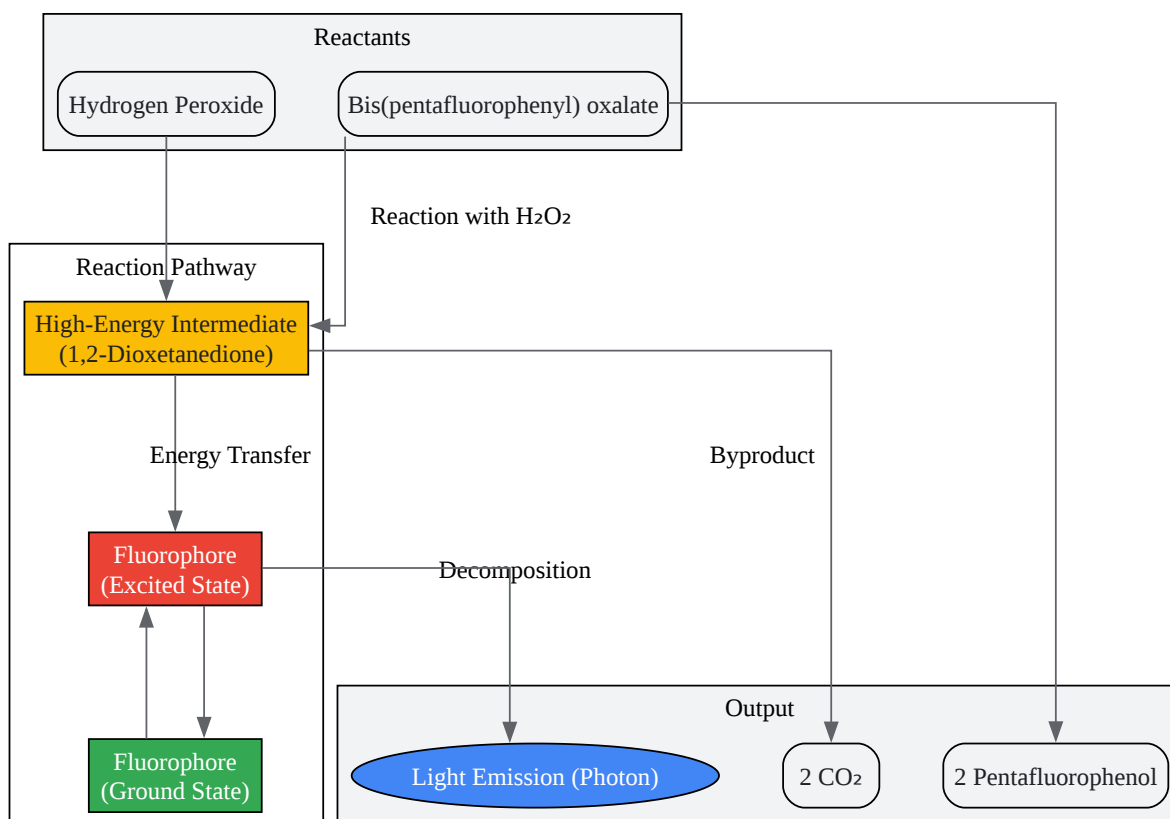 Reactants
Hydrogen Peroxide
Bis(pentafluorophenyl) oxalate
Reaction with H₂O₂
Reaction Pathway
High-Energy Intermediate
(1,2-Dioxetanedione)
Energy Transfer
Byproduct
Fluorophore
(Excited State)
Decomposition
Output
Fluorophore
(Ground State)
Light Emission (Photon)
2 CO₂
2 Pentafluorophenol